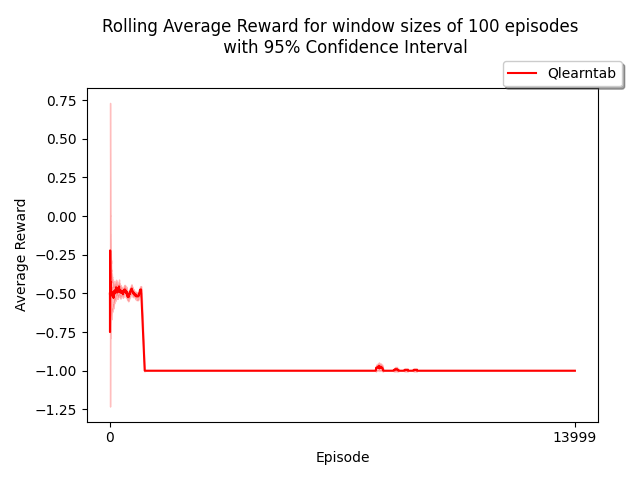 Rolling Average Reward for window sizes of 100 episodes
with 95% Confidence Interval
Qlearntab
0.75
0.50
0.25
0.00
−0.25
−0.50
−0.75
−1.00
−1.25
Average Reward
0
13999
Episode